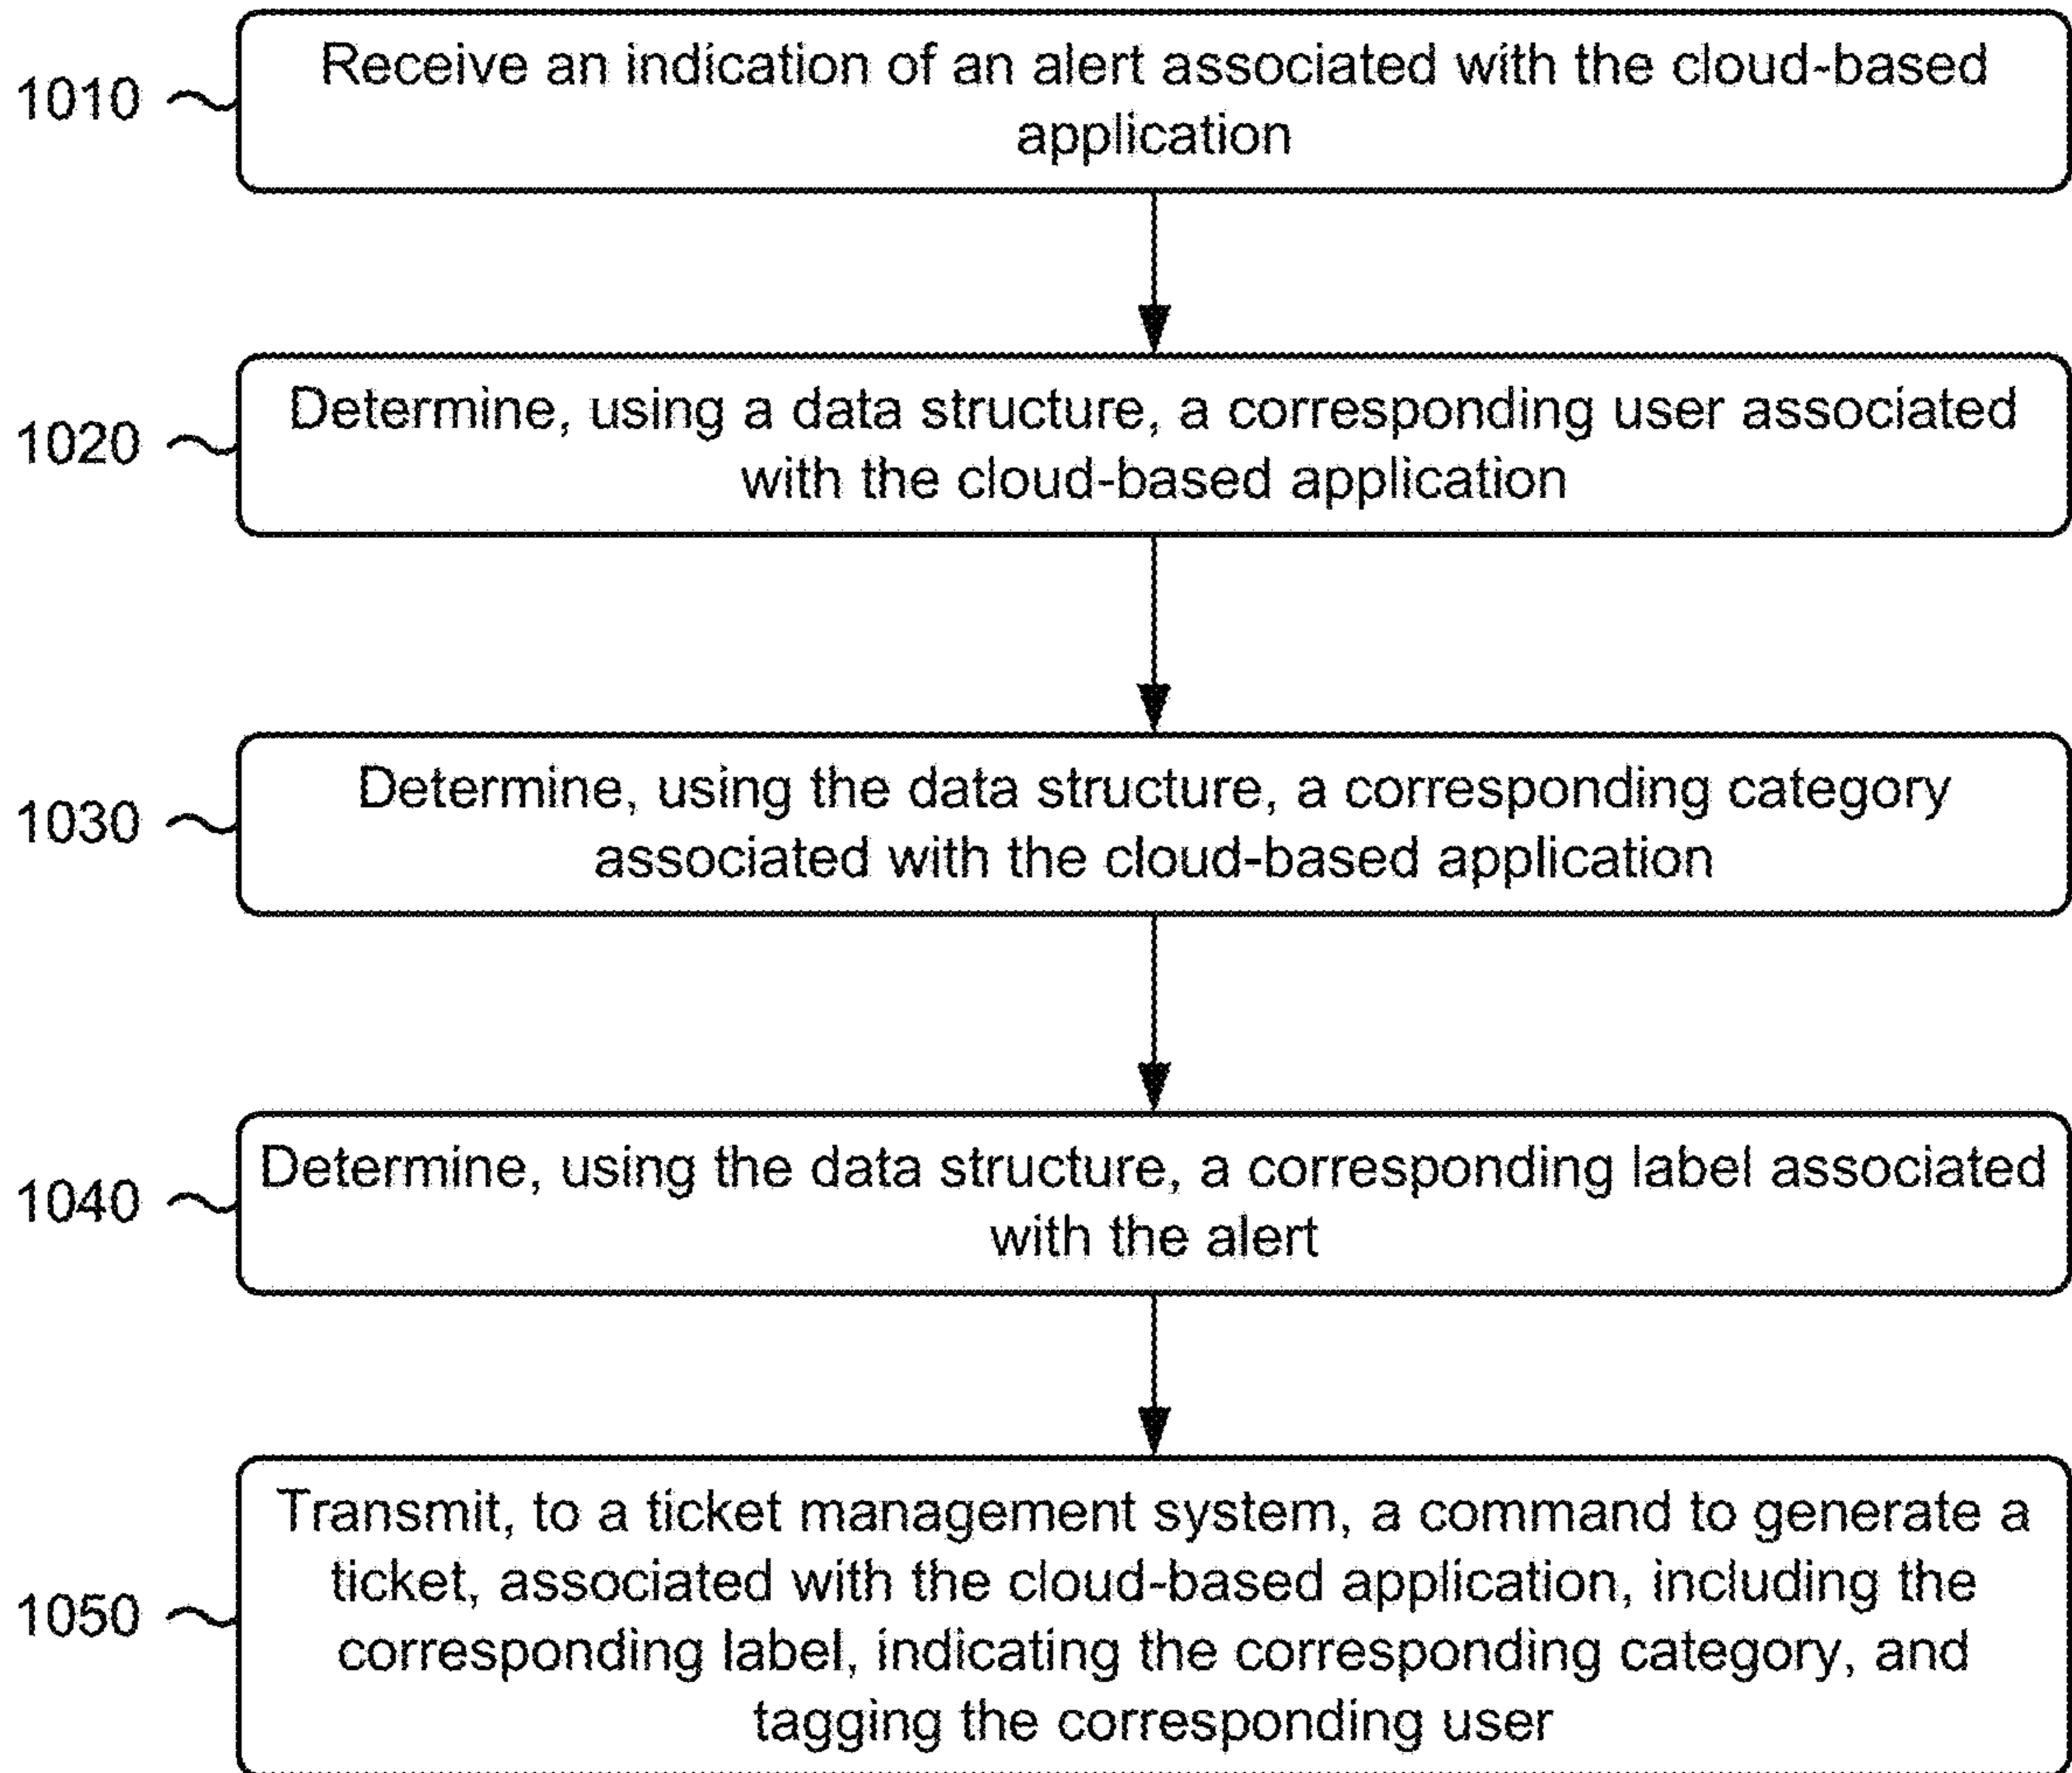 1010
Receive an indication of an alert associated with the cloud-based
application
1020
Determine, using a data structure, a corresponding user associated
with the cloud-based application
1030
Determine, using the data structure, a corresponding category
associated with the cloud-based application
1040
Determine, using the data structure, a corresponding label associated
with the alert
1050
Transmit, to a ticket management system, a command to generate a
ticket, associated with the cloud-based application, including the
corresponding label, indicating the corresponding category, and
tagging the corresponding user